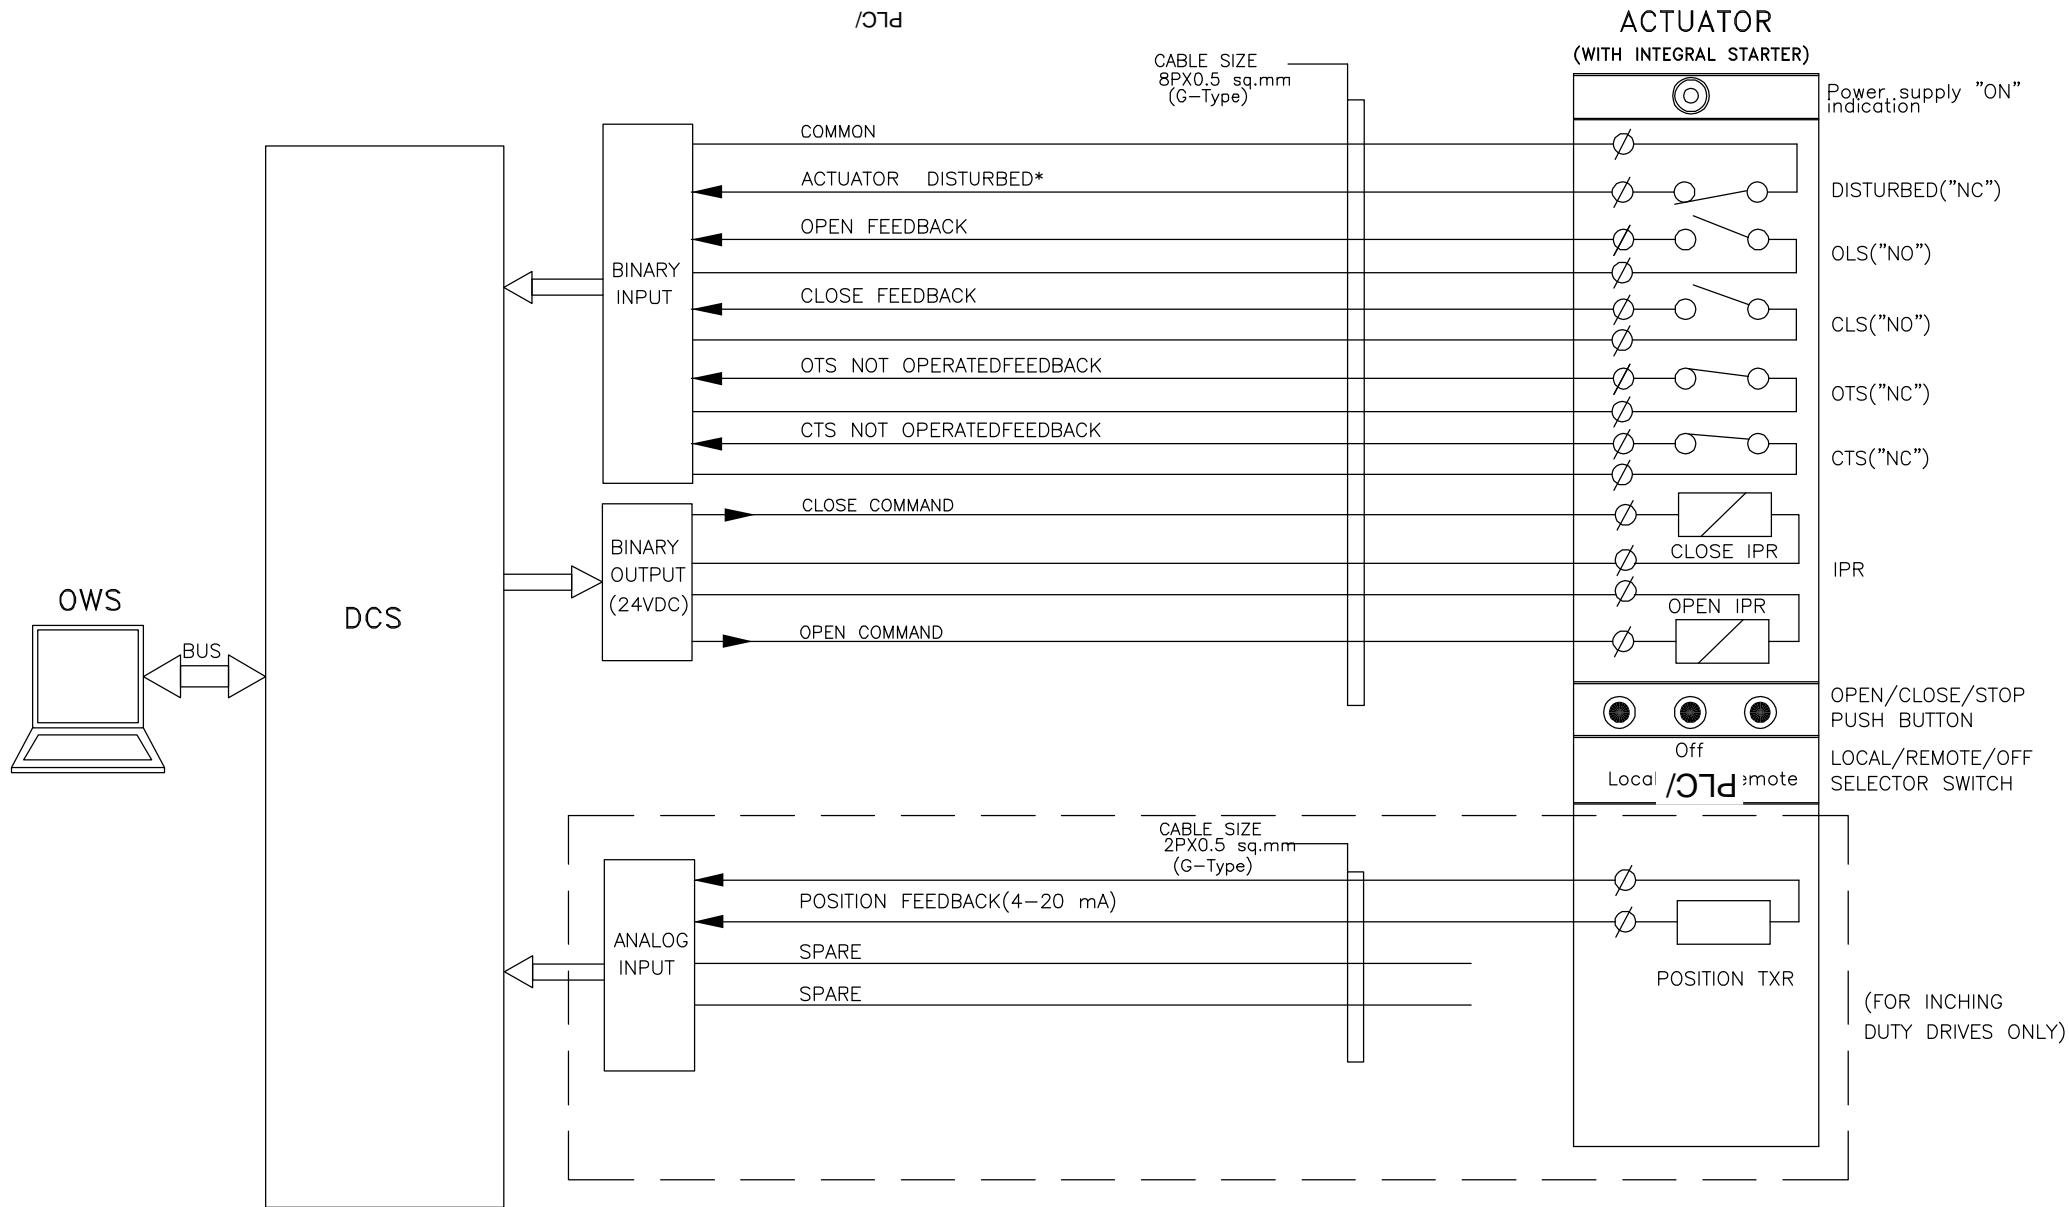 PLC/
ACTUATOR
(WITH INTEGRAL STARTER)
CABLE SIZE
8PX0.5 sq.mm
(G-Type)
Power supply "ON"
indication
COMMON
ACTUATOR DISTURBED*
DISTURBED("NC")
OPEN FEEDBACK
OLS("NO")
BINARY
INPUT
CLOSE FEEDBACK
CLS("NO")
OTS NOT OPERATEDFEEDBACK
OTS("NC")
CTS NOT OPERATEDFEEDBACK
CTS("NC")
CLOSE COMMAND
BINARY
OUTPUT
(24VDC)
CLOSE IPR
IPR
OPEN IPR
OPEN COMMAND
OWS
BUS
DCS
OPEN/CLOSE/STOP
PUSH BUTTON
Off
Local PLC/ emote
LOCAL/REMOTE/OFF
SELECTOR SWITCH
CABLE SIZE
2PX0.5 sq.mm
(G-Type)
POSITION FEEDBACK(4-20 mA)
ANALOG
INPUT
SPARE
SPARE
POSITION TXR
(FOR INCHING
DUTY DRIVES ONLY)